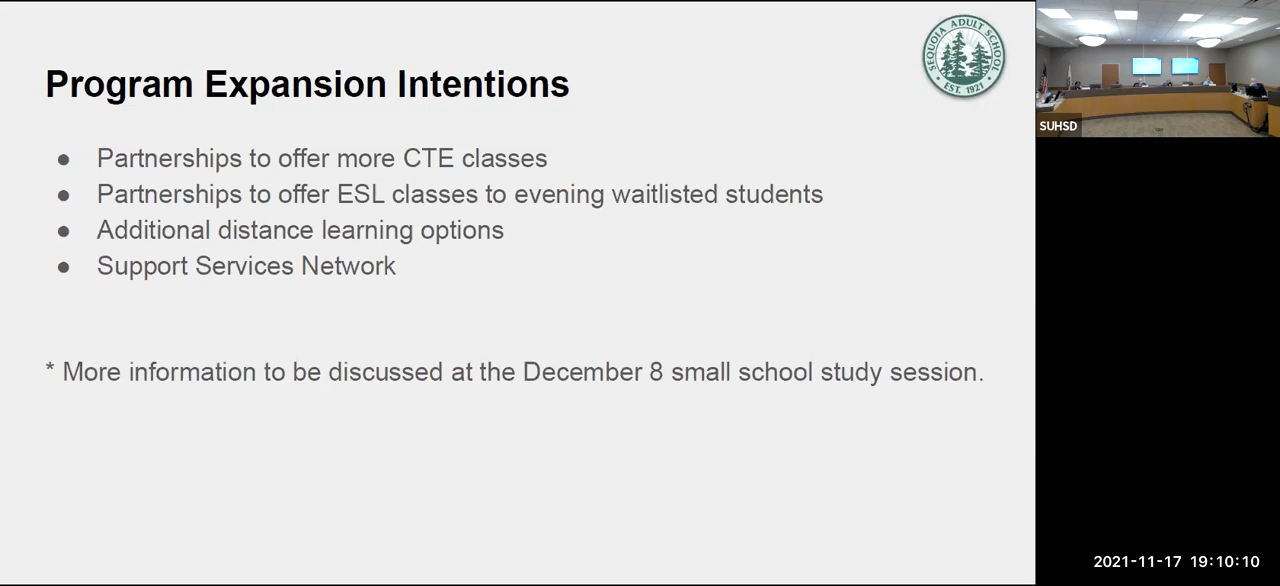 Program Expansion Intentions
SEQUOIA ADULT SCHOOL
EST. 1921
● Partnerships to offer more CTE classes
● Partnerships to offer ESL classes to evening waitlisted students
● Additional distance learning options
● Support Services Network
* More information to be discussed at the December 8 small school study session.
SUHSD
2021-11-17 19:10:10